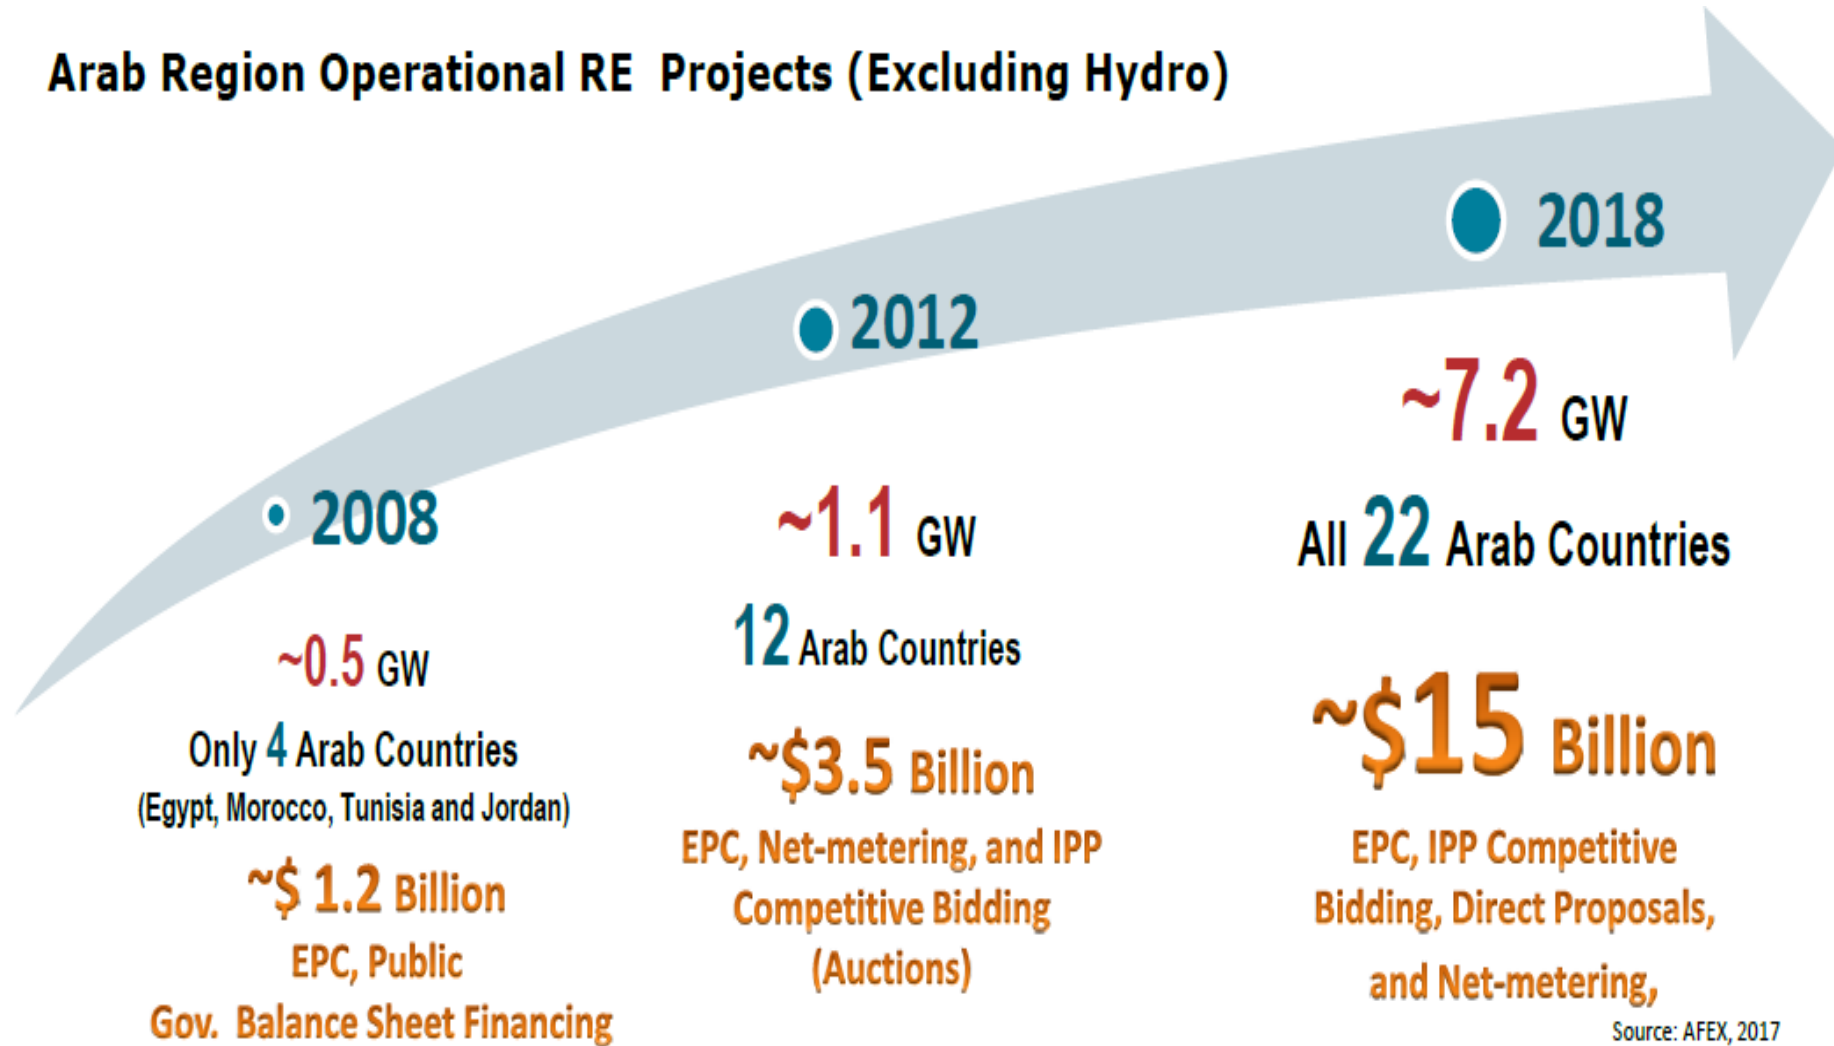 Arab Region Operational RE Projects (Excluding Hydro)
2008
~0.5 GW
Only 4 Arab Countries
(Egypt, Morocco, Tunisia and Jordan)
~$ 1.2 Billion
EPC, Public
Gov. Balance Sheet Financing
2012
~1.1 GW
12 Arab Countries
~$3.5 Billion
EPC, Net-metering, and IPP
Competitive Bidding
(Auctions)
2018
~7.2 GW
All 22 Arab Countries
~$15 Billion
EPC, IPP Competitive
Bidding, Direct Proposals,
and Net-metering,
Source: AFEX, 2017